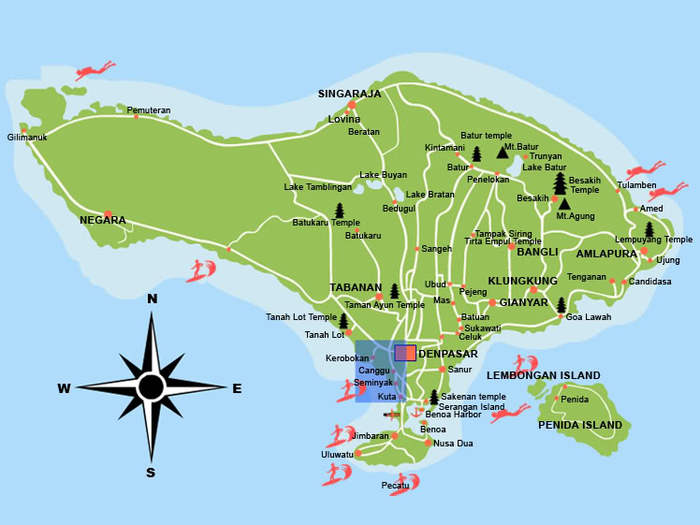 Pemuteran
Gilimanuk
SINGARAJA
Lovina
Beratan
Batur temple
Mt.Batur
Kintamani
Trunyan
Batur
Lake Batur
Penelokan
Besakih
Temple
Besakih
Mt.Agung
Tulamben
Amed
Lake Buyan
Lake Tamblingan
Lake Bratan
Bedugul
NEGARA
Batukaru Temple
Batukaru
Tampak Siring
Tirta Empul Temple
Sangeh
BANGLI
Lempuyang Temple
AMLAPURA
Ujung
Tenganan
Candidasa
KLUNGKUNG
TABANAN
Ubud
Pejeng
Mas
GIANYAR
Taman Ayun Temple
Goa Lawah
Tanah Lot Temple
Batuan
Sukawati
Celuk
Tanah Lot
N
W
E
S
DENPASAR
Kerobokan
Canggu
Sanur
Seminyak
Kuta
Sakenan temple
Serangan Island
Benoa Harbor
Benoa
Jimbaran
Nusa Dua
Uluwatu
Pecatu
LEMBONGAN ISLAND
Penida
PENIDA ISLAND